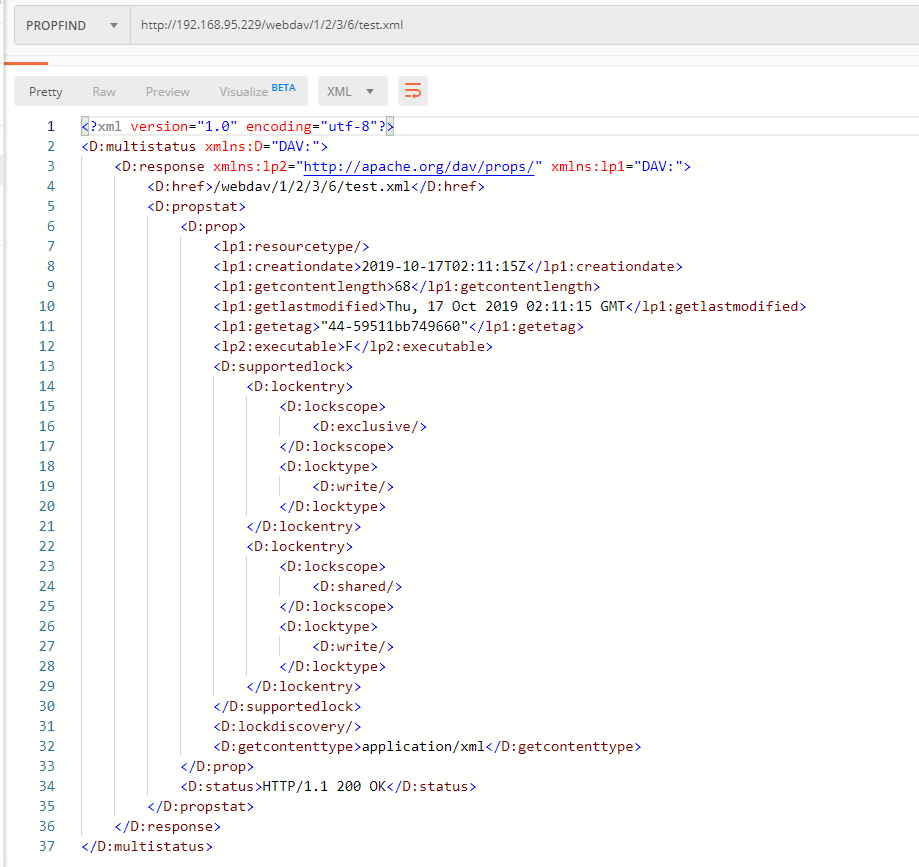 PROPFIND http://192.168.95.229/webdav/1/2/3/6/test.xml
Pretty Raw Preview Visualize BETA XML
1 <?xml version="1.0" encoding="utf-8"?>
2 <D:multistatus xmlns:D="DAV:">
3 <D:response xmlns:lp2="http://apache.org/dav/props/" xmlns:lp1="DAV:">
4 <D:href>/webdav/1/2/3/6/test.xml</D:href>
5 <D:propstat>
6 <D:prop>
7 <lp1:resourcetype/>
8 <lp1:creationdate>2019-10-17T02:11:15Z</lp1:creationdate>
9 <lp1:getcontentlength>68</lp1:getcontentlength>
10 <lp1:getlastmodified>Thu, 17 Oct 2019 02:11:15 GMT</lp1:getlastmodified>
11 <lp1:getetag>"44-59511bb749660"</lp1:getetag>
12 <lp2:executable>F</lp2:executable>
13 <D:supportedlock>
14 <D:lockentry>
15 <D:lockscope>
16 <D:exclusive/>
17 </D:lockscope>
18 <D:locktype>
19 <D:write/>
20 </D:locktype>
21 </D:lockentry>
22 <D:lockentry>
23 <D:lockscope>
24 <D:shared/>
25 </D:lockscope>
26 <D:locktype>
27 <D:write/>
28 </D:locktype>
29 </D:lockentry>
30 </D:supportedlock>
31 <D:lockdiscovery/>
32 <D:getcontenttype>application/xml</D:getcontenttype>
33 </D:prop>
34 <D:status>HTTP/1.1 200 OK</D:status>
35 </D:propstat>
36 </D:response>
37 </D:multistatus>